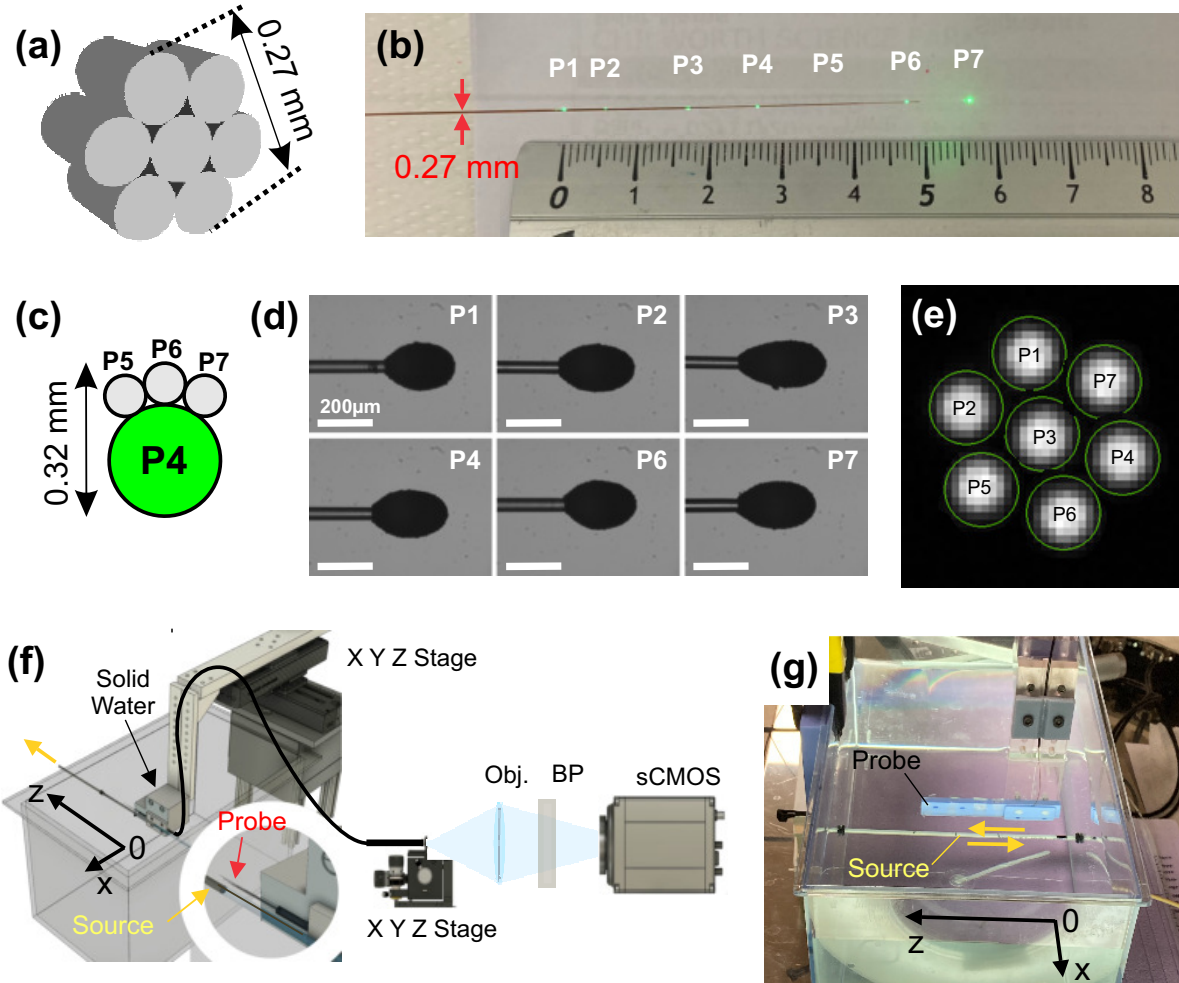 (a)
0.27 mm
(b)
P1 P2 P3 P4 P5 P6 P7
0.27 mm
0 1 2 3 4 5 6 7 8
(c)
P5 P6 P7
0.32 mm
P4
(d)
P1
P2
P3
200µm
P4
P6
P7
(e)
P1
P7
P2
P3
P4
P5
P6
(f)
X Y Z Stage
Solid
Water
Obj.
BP
sCMOS
z
0
x
Probe
Source
X Y Z Stage
(g)
Probe
Source
0
z
x